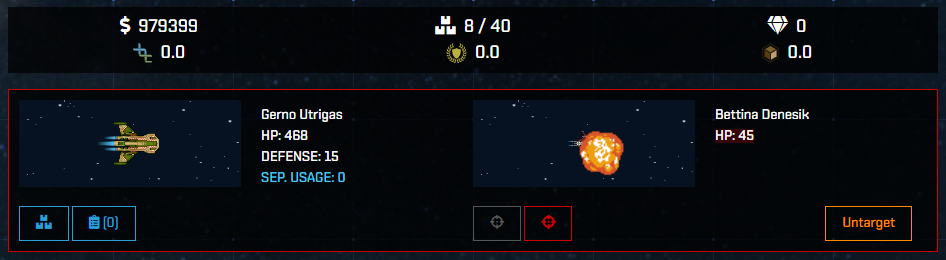 $ 979399
8 / 40
0
0.0
0.0
0.0
Gerno Utrigas
HP: 468
DEFENSE: 15
SEP. USAGE: 0
(0)
Bettina Denesik
HP: 45
Untarget